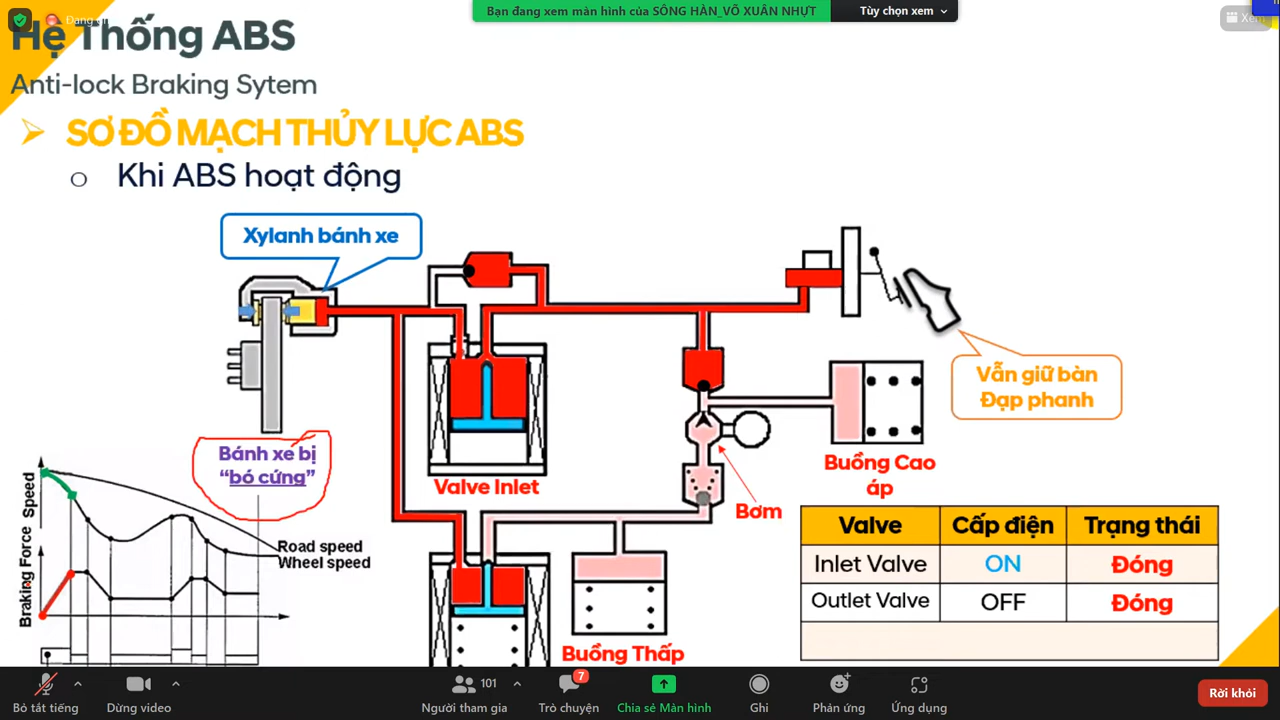 Bạn đang xem màn hình của SÔNG HÀN_VÕ XUÂN NHỰT
Tùy chọn xem
Xem
Hệ Thống ABS
Anti-lock Braking Sytem
SƠ ĐỒ MẠCH THỦY LỰC ABS
o Khi ABS hoạt động
Xylanh bánh xe
Vẫn giữ bàn
Đạp phanh
Bánh xe bị
“bó cứng”
Valve Inlet
Buồng Cao
áp
Bơm
Speed
Road speed
Wheel speed
Braking Force
Buồng Thấp
Valve Cấp điện Trạng thái
Inlet Valve ON Đóng
Outlet Valve OFF Đóng
Bỏ tắt tiếng
Dừng video
101
Người tham gia
7
Trò chuyện
Chia sẻ Màn hình
Ghi
Phản ứng
Ứng dụng
Rời khỏi